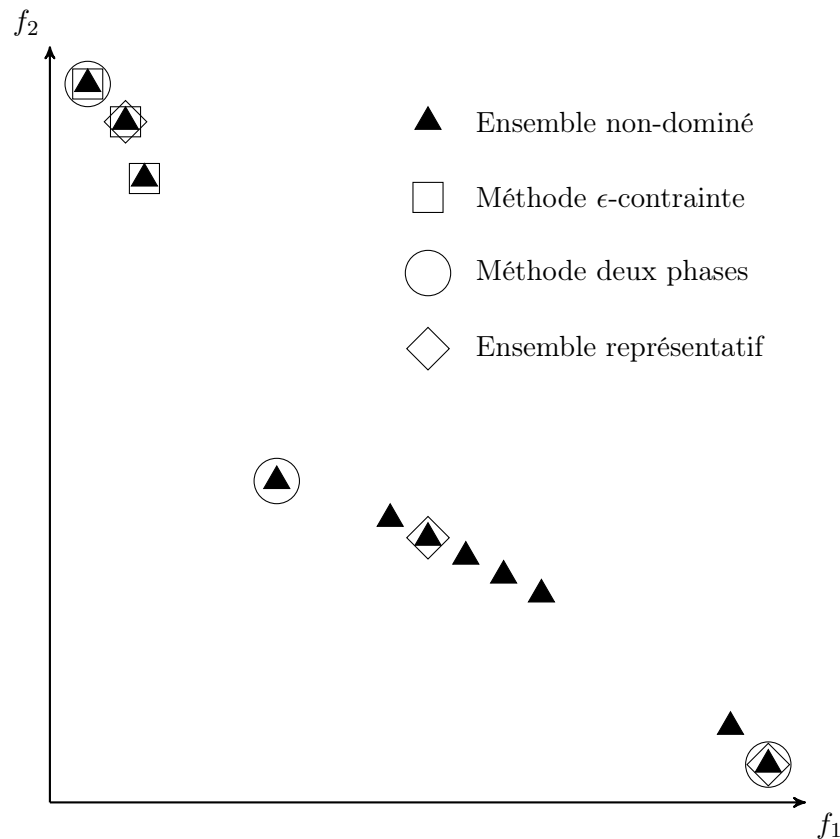 f₂
Ensemble non-dominé
Méthode ϵ-contrainte
Méthode deux phases
Ensemble représentatif
f₁